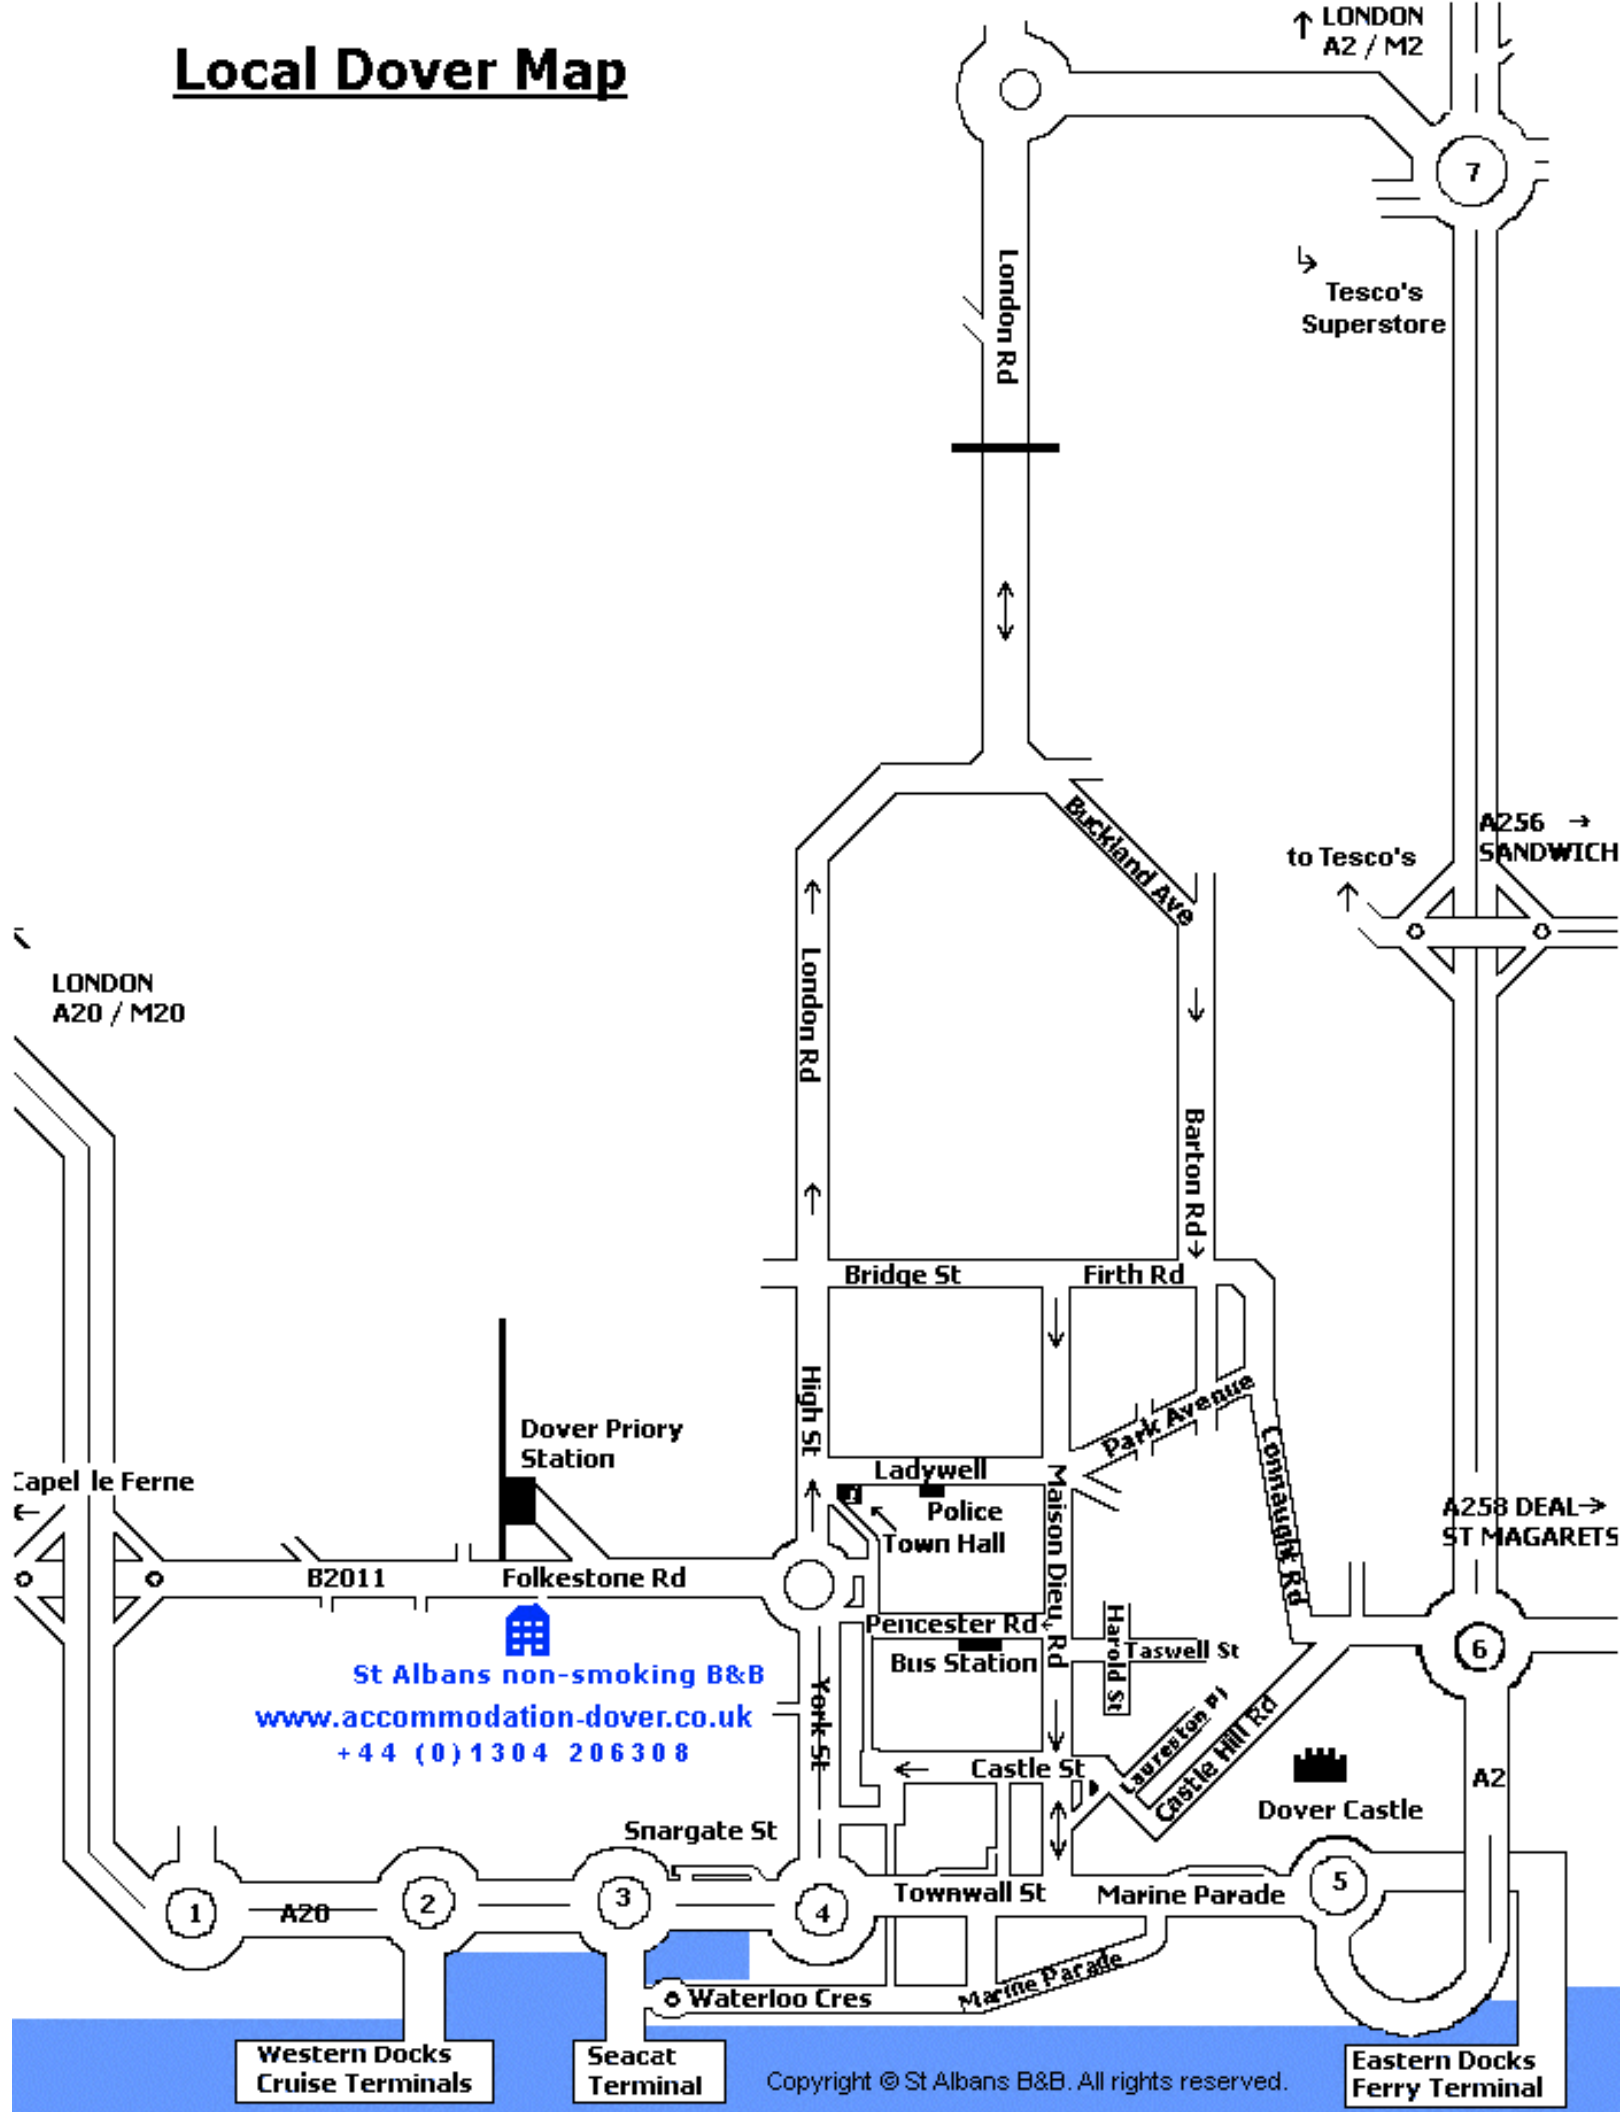 Local Dover Map
LONDON
A2 / M2
7
London Rd
Tesco's
Superstore
Buckland Ave
A256
SANDWICH
to Tesco's
LONDON
A20 / M20
London Rd
Barton Rd
Bridge St
Firth Rd
High St
Dover Priory
Station
Park Avenue
Connaught Rd
Capel le Ferne
Ladywell
Police
Town Hall
Maison Dieu Rd
A258 DEAL
ST MAGARETS
B2011
Folkestone Rd
Pencester Rd
Bus Station
Harold St
Taswell St
6
St Albans non-smoking B&B
www.accommodation-dover.co.uk
+44 (0)1304 206308
York St
Laureston Pl
Castle Hill Rd
Castle St
A2
Dover Castle
Snargate St
1
A20
2
3
4
Townwall St
Marine Parade
5
Marine Parade
Waterloo Cres
Western Docks
Cruise Terminals
Seacat
Terminal
Copyright © St Albans B&B. All rights reserved.
Eastern Docks
Ferry Terminal